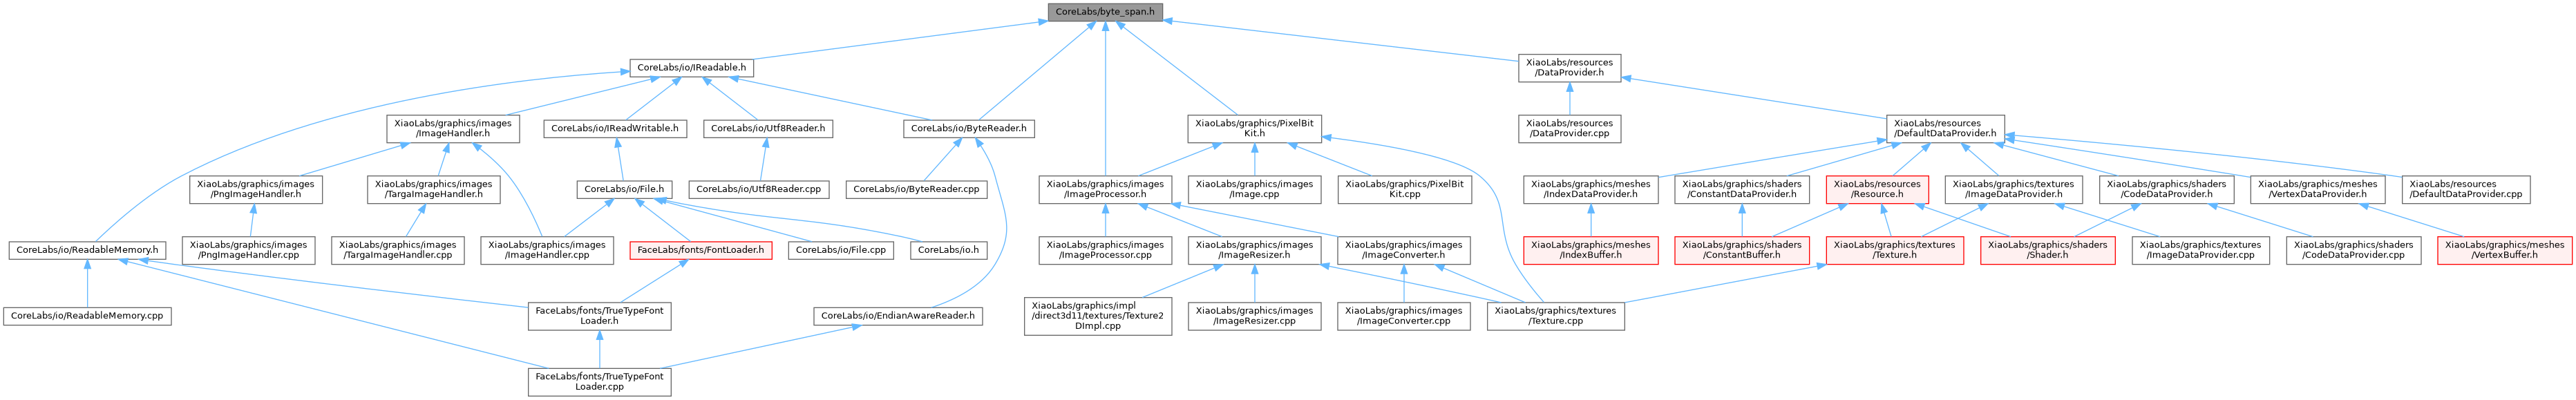 CoreLabs/byte_span.h
CoreLabs/io/IReadable.h
XiaoLabs/resources
/DataProvider.h
XiaoLabs/graphics/images
/ImageHandler.h
CoreLabs/io/IReadWritable.h
CoreLabs/io/Utf8Reader.h
CoreLabs/io/ByteReader.h
XiaoLabs/graphics/PixelBit
Kit.h
XiaoLabs/resources
/DataProvider.cpp
XiaoLabs/resources
/DefaultDataProvider.h
XiaoLabs/graphics/images
/PngImageHandler.h
XiaoLabs/graphics/images
/TargaImageHandler.h
CoreLabs/io/File.h
CoreLabs/io/Utf8Reader.cpp
CoreLabs/io/ByteReader.cpp
XiaoLabs/graphics/images
/ImageProcessor.h
XiaoLabs/graphics/images
/Image.cpp
XiaoLabs/graphics/PixelBit
Kit.cpp
XiaoLabs/graphics/meshes
/IndexDataProvider.h
XiaoLabs/graphics/shaders
/ConstantDataProvider.h
XiaoLabs/resources
/Resource.h
XiaoLabs/graphics/textures
/ImageDataProvider.h
XiaoLabs/graphics/shaders
/CodeDataProvider.h
XiaoLabs/graphics/meshes
/VertexDataProvider.h
XiaoLabs/resources
/DefaultDataProvider.cpp
CoreLabs/io/ReadableMemory.h
XiaoLabs/graphics/images
/PngImageHandler.cpp
XiaoLabs/graphics/images
/TargaImageHandler.cpp
XiaoLabs/graphics/images
/ImageHandler.cpp
FaceLabs/fonts/FontLoader.h
CoreLabs/io/File.cpp
CoreLabs/io.h
XiaoLabs/graphics/images
/ImageProcessor.cpp
XiaoLabs/graphics/images
/ImageResizer.h
XiaoLabs/graphics/images
/ImageConverter.h
XiaoLabs/graphics/meshes
/IndexBuffer.h
XiaoLabs/graphics/shaders
/ConstantBuffer.h
XiaoLabs/graphics/textures
/Texture.h
XiaoLabs/graphics/shaders
/Shader.h
XiaoLabs/graphics/textures
/ImageDataProvider.cpp
XiaoLabs/graphics/shaders
/CodeDataProvider.cpp
XiaoLabs/graphics/meshes
/VertexBuffer.h
CoreLabs/io/ReadableMemory.cpp
FaceLabs/fonts/TrueTypeFont
Loader.h
CoreLabs/io/EndianAwareReader.h
XiaoLabs/graphics/impl
/direct3d11/textures/Texture2
DImpl.cpp
XiaoLabs/graphics/images
/ImageResizer.cpp
XiaoLabs/graphics/images
/ImageConverter.cpp
XiaoLabs/graphics/textures
/Texture.cpp
FaceLabs/fonts/TrueTypeFont
Loader.cpp